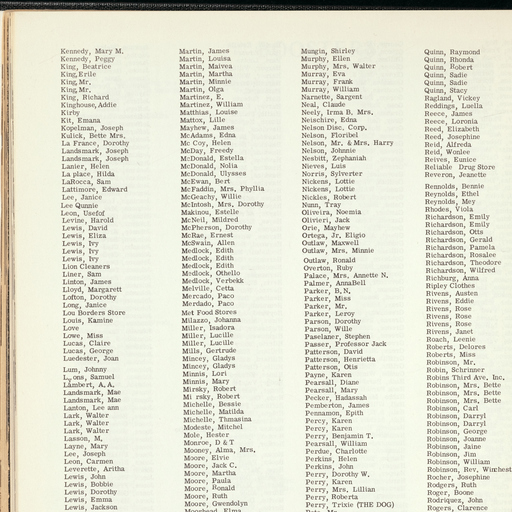 Kennedy, Mary M.
Kennedy, Peggy
King, Beatrice
King,Erile
King,Mr.
King,Mr.
King, Richard
Kinghouse,Addie
Kirby
Kit, Emana
Kopelman, Joseph
Kulick, Bette Mrs.
La France, Dorothy
Landsmark, Joseph
Landsmark, Joseph
Lanier, Helen
La place, Hilda
LaRocca, Sam
Lattimore, Edward
Lee, Janice
Lee Qunnie
Leon, Usefof
Levine, Harold
Lewis, David
Lewis, Eliza
Lewis, Ivy
Lewis, Ivy
Lewis, Ivy
Lion Cleaners
Liner, Sam
Linton, James
Lloyd, Margarett
Lofton, Dorothy
Long, Janice
Lou Borders Store
Louis, Kamine
Love
Lowe, Miss
Lucas, Claire
Lucas, George
Luedester, Joan
Lum, Johnny
Lyons, Samuel
Lambert, A.A.
Landsmark, Mae
Landsmark, Mae
Lanton, Lee ann
Lark, Walter
Lark, Walter
Lark, Walter
Lasson, M.
Layne, Mary
Lee, Joseph
Leon, Carmen
Leverette, Aritha
Lewis, John
Lewis, Bobbie
Lewis, Dorothy
Lewis, Emma
Lewis, Jackson
Martin, James
Martin, Louisa
Martin, Maivea
Martin, Martha
Martin, Minnie
Martin, Olga
Martinez, E.
Martinez, William
Matthias, Louise
Mattox, Lille
Mayhew, James
McAdams, Edna
Mc Coy, Helen
McDay, Freedy
McDonald, Estella
McDonald, Nolia
McDonald, Ulysses
McEwan, Bert
McFaddin, Mrs, Phyllia
McGeachy, Willie
McIntosh, Mrs, Dorothy
Makinou, Estelle
McNeil, Mildred
McPherson, Dorothy
McRae, Ernest
McSwain, Allen
Medlock, Edith
Medlock, Edith
Medlock, Edith
Medlock, Othello
Medlock, Verbekk
Melville, Cetta
Mercado, Paco
Merdado, Paco
Met Food Stores
Milazzo, Johanna
Miller, Isadora
Miller, Lucille
Miller, Lucille
Mills, Gertrude
Mincey, Gladys
Mincey, Gladys
Minnis, Lori
Minnis, Mary
Mirsky, Robert
Mi rsky, Robert
Michelle, Bessie
Michelle, Matilda
Michelle, Thmasina
Modeste, Mitchel
Mole, Hester
Monroe, D & T
Mooney, Alma, Mrs.
Moore, Elvie
Moore, Jack C.
Moore, Martha
Moore, Paula
Moore, Ronald
Moore, Ruth
Moore, Gwendolyn
Moorhead, Elma
Mungin, Shirley
Murphy, Ellen
Murphy, Mrs, Walter
Murray, Eva
Murray, Frank
Murray, William
Narnette, Sargent
Neal, Claude
Neely, Irma B, Mrs,
Neischire, Edna
Nelson Disc. Corp.
Nelson, Floribel
Nelson, Mr, & Mrs, Harry
Nelson, Johnnie
Nesbitt, Zephaniah
Nieves, Luis
Norris, Sylverter
Nickens, Lottie
Nickens, Lottie
Nickles, Robert
Nunn, Tray
Oliveira, Noemia
Olivieri, Jack
Orie, Mayhew
Ortega, Jr, Eligio
Outlaw, Maxwell
Outlaw, Mrs, Minnie
Outlaw, Ronald
Overton, Ruby
Palace, Mrs, Annette N.
Palmer, AnnaBell
Parker, B,N,
Parker, Miss
Parker, Mr,
Parker, Leroy
Parson, Dorothy
Parson, Wille
Paselaner, Stephen
Passer, Professor Jack
Patterson, David
Patterson, Henrietta
Patterson, Otis
Payne, Karen
Pearsall, Diane
Pearsall, Mary
Pecker, Hadassah
Pemberton, James
Pennamon, Epith
Percy, Karen
Percy, Karen
Perry, Benjamin T,
Pearsall, William
Perdue, Charlotte
Perkins, Helen
Perkins, John
Perry, Dorothy W,
Perry, Karen
Perry, Mrs, Lillian
Perry, Roberta
Perry, Trixie (THE DOG)
Quinn, Raymond
Quinn, Rhonda
Quinn, Robert
Quinn, Sadie
Quinn, Sadie
Quinn, Stacy
Ragland, Vickey
Reddings, Luella
Reece, James
Reece, Loronia
Reed, Elizabeth
Reed, Josephine
Reid, Alfreda
Reid, Wonlee
Reives, Eunice
Reliable Drug Store
Reveron, Jeanette
Rennolds, Bennie
Reynolds, Ethel
Reynolds, Mey
Rhodes, Viola
Richardson, Emily
Richardson, Emily
Richardson, Otis
Richardson, Gerald
Richardson, Pamela
Richardson, Rosalee
Richardson, Theodore
Richardson, Wilfred
Richburg, Anna
Ripley Clothes
Rivens, Austen
Rivens, Eddie
Rivens, Rose
Rivens, Rose
Rivens, Rose
Rivens, Janet
Roach, Leenie
Roberts, Delores
Roberts, Miss
Robinson, Mr,
Robin, Schrinner
Robins Third Ave, Inc,
Robinson, Mrs, Bette
Robinson, Mrs, Bette
Robinson, Mrs, Bette
Robinson, Carl
Robinson, Darryl
Robinson, Darryl
Robinson, George
Robinson, Joanne
Robinson, Jaine
Robinson, Jim
Robinson, William
Robinson, Rev, Winchest
Rocher, Josephine
Rodgers, Ruth
Roger, Boone
Rodriquez, John
Rogers, Clarence